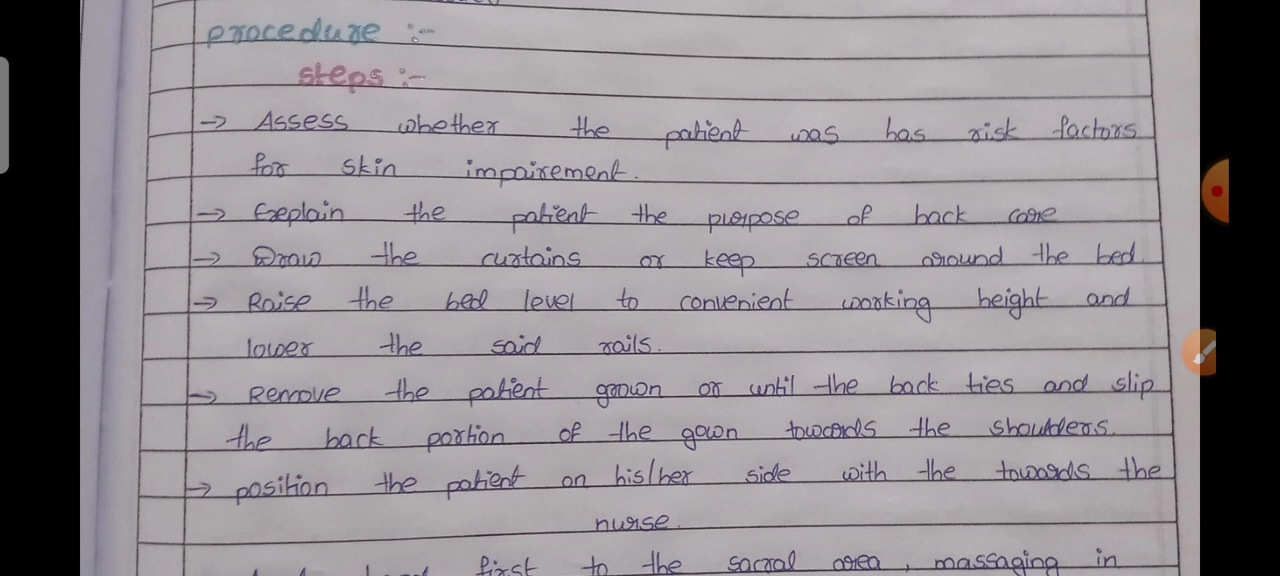 procedure :-
steps :-
→ Assess whether the patient was has risk factors
for skin impairement.
→ Explain the patient the purpose of back care
→ Draw the curtains or keep screen around the bed
→ Raise the bed level to convenient working height and
lower the said rails.
→ Remove the patient grown or until the back ties and slip
the back portion of the gown towards the shoulders.
→ position the patient on his/her side with the towards the
nurse.
first to the sacral area, massaging in